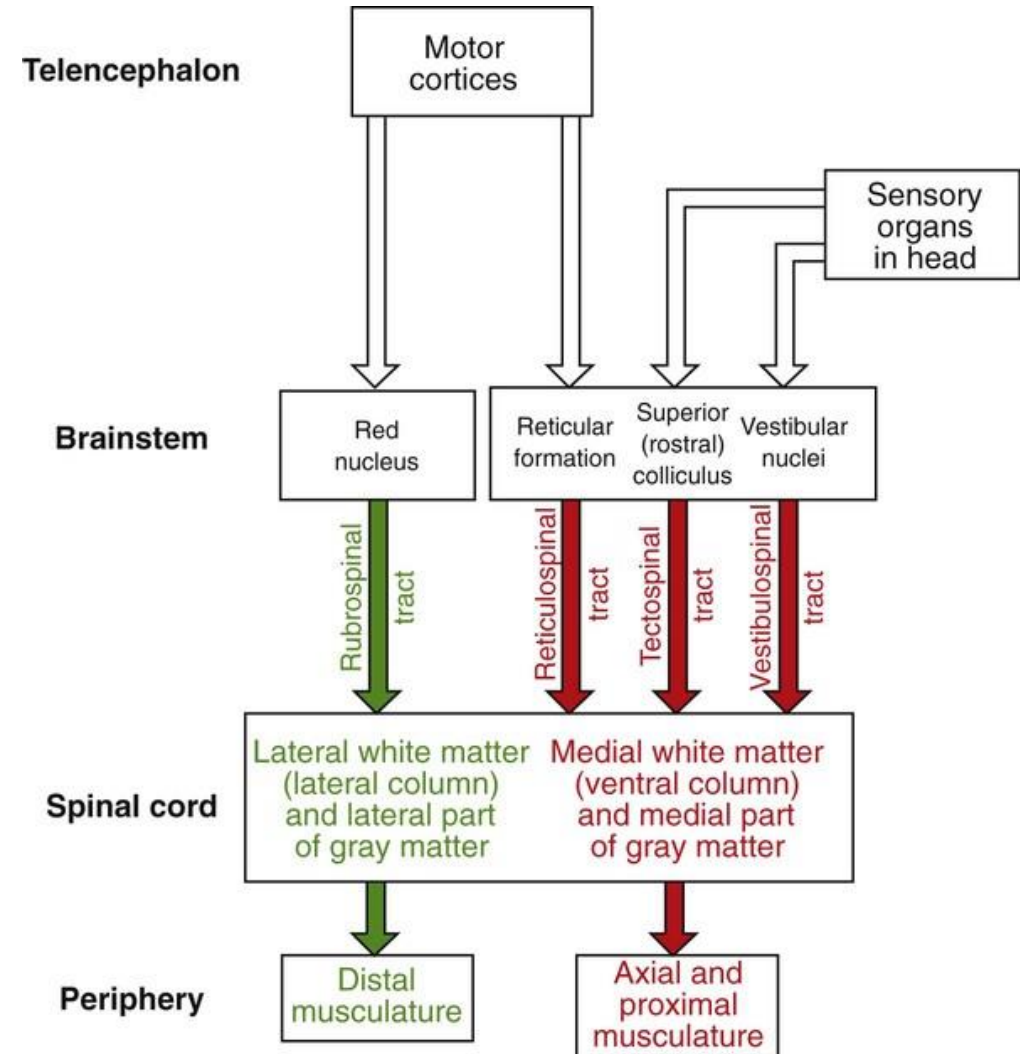 Telencephalon
Motor
cortices
Sensory
organs
in head
Brainstem
Red
nucleus
Reticular
formation
Superior
(rostral)
colliculus
Vestibular
nuclei
Rubrospinal
tract
Reticulospinal
tract
Tectospinal
tract
Vestibulospinal
tract
Spinal cord
Lateral white matter
(lateral column)
and lateral part
of gray matter
Medial white matter
(ventral column)
and medial part
of gray matter
Periphery
Distal
musculature
Axial and
proximal
musculature